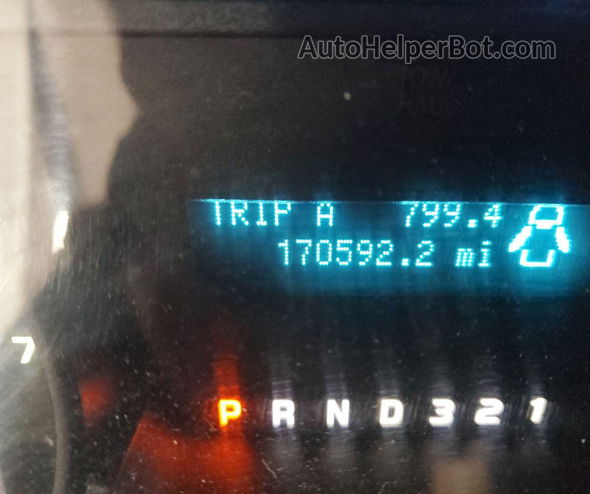 AutoHelperBot.com
TRIP A 799.4
170592.2 mi
7
P R N D 3 2 1